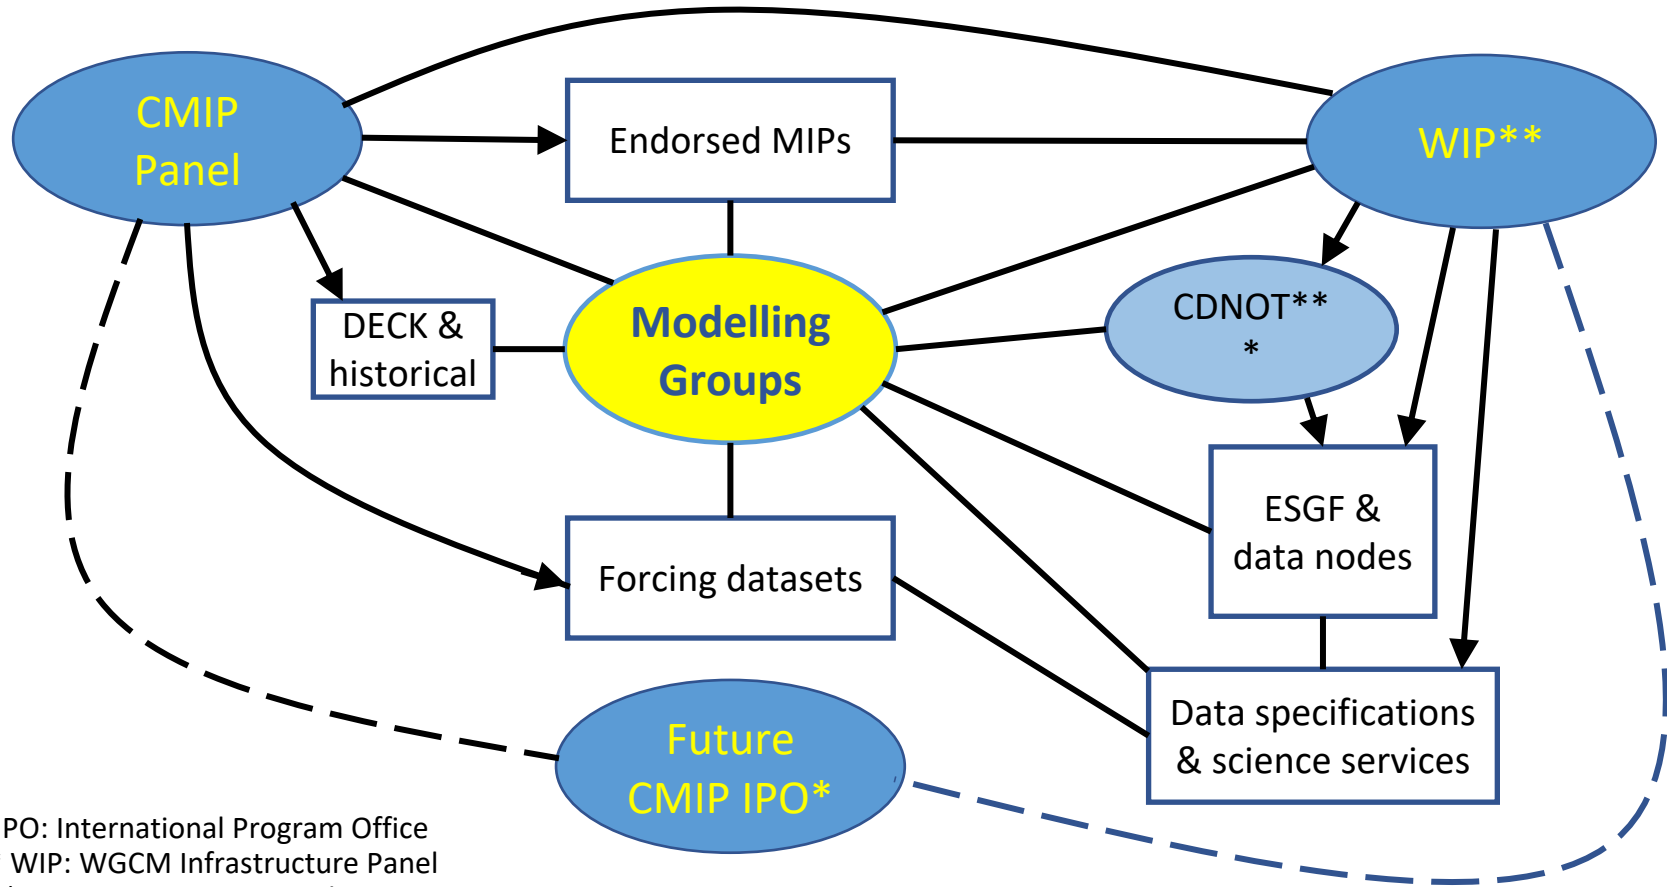 CMIP
Panel
Endorsed MIPs
WIP**
DECK &
historical
Modelling
Groups
CDNOT**
*
ESGF &
data nodes
Forcing datasets
Data specifications
& science services
Future
CMIP IPO*
PO: International Program Office
* WIP: WGCM Infrastructure Panel